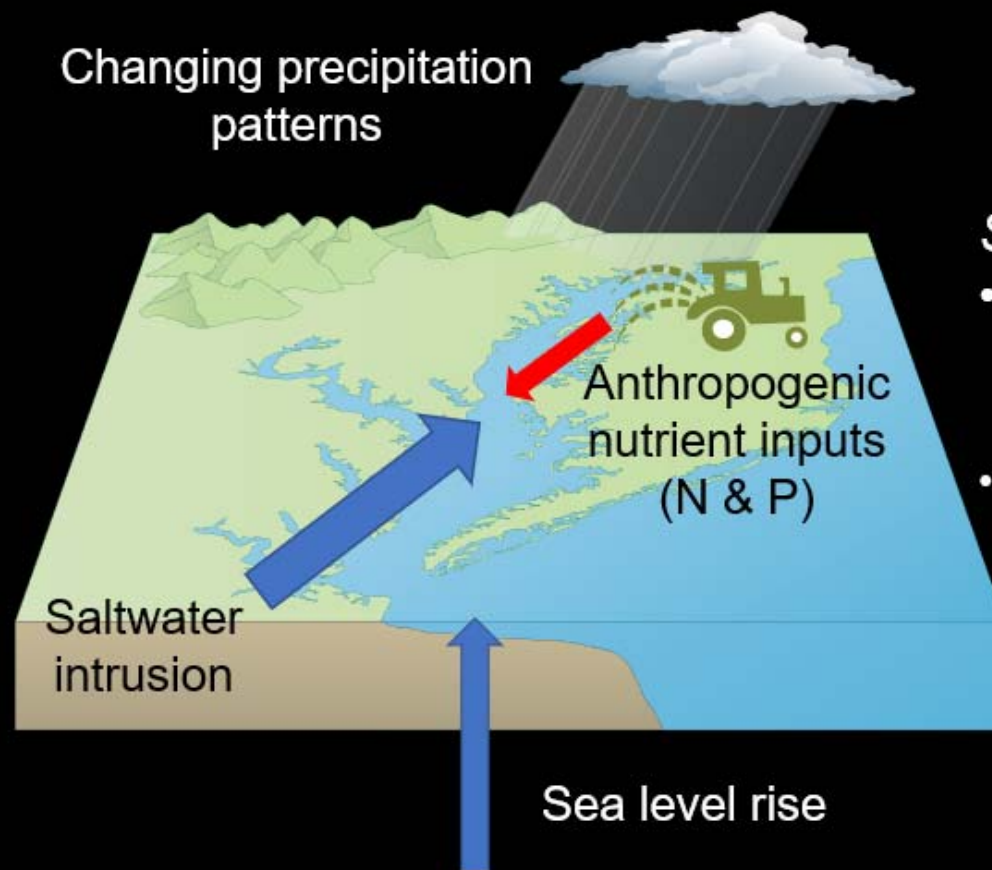 Changing precipitation
patterns
Anthropogenic
nutrient inputs
(N & P)
Saltwater
intrusion
Sea level rise